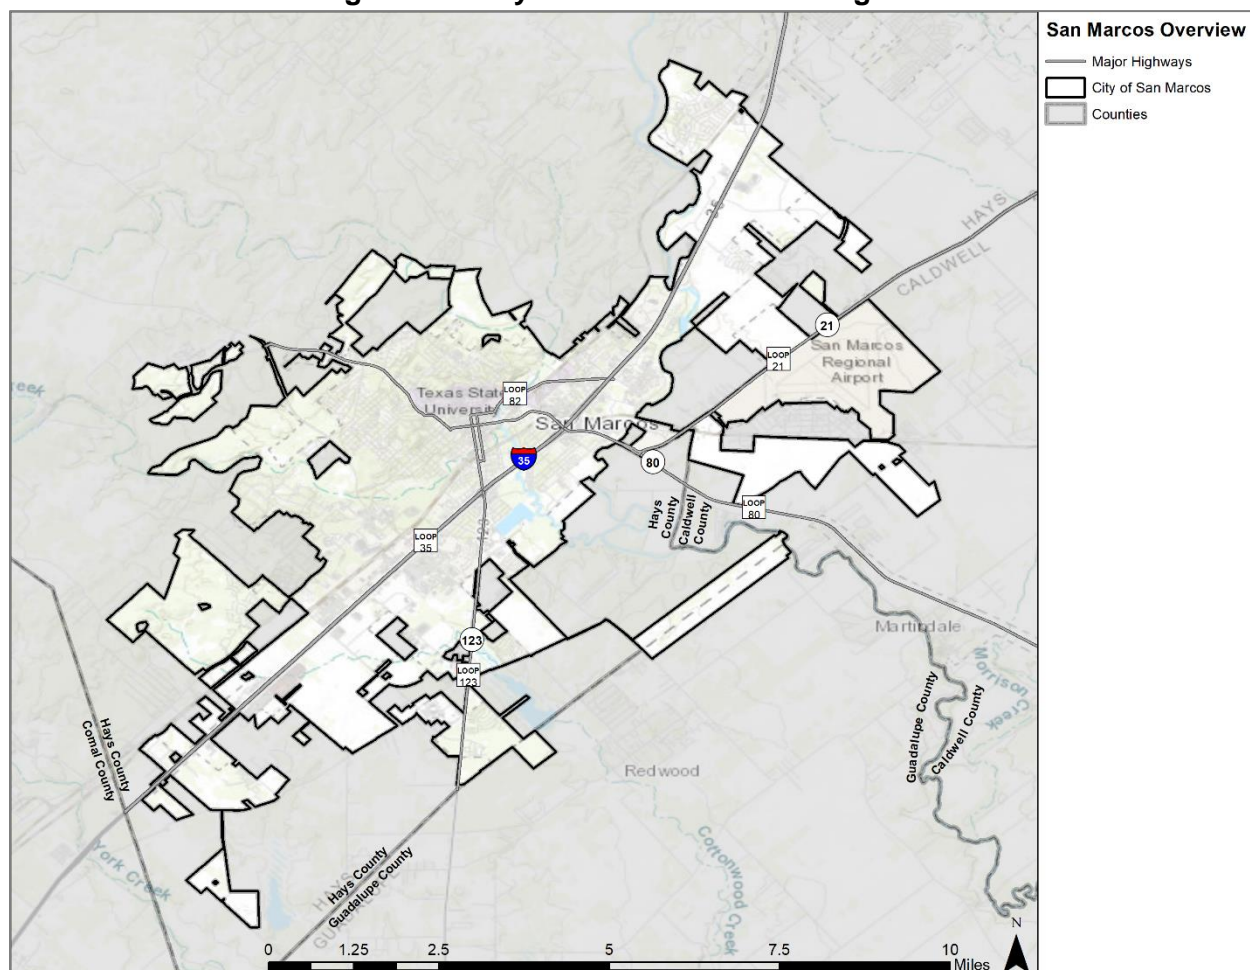 San Marcos Overview
Major Highways
City of San Marcos
Counties
HAYS
CALDWELL
35
21
LOOP
21
San Marcos
Regional
Airport
Creek
Texas State
University
LOOP
82
San Marcos
35
80
Hays
County
Caldwell
County
LOOP
80
123
LOOP
35
Martindale
Morrison
Creek
123
LOOP
123
Hays County
Comal County
Guadalupe County
Caldwell County
Redwood
York Creek
Cottonwood
Creek
Hays County
Guadalupe County
HAYS
N
0
1.25
2.5
5
7.5
10
Miles